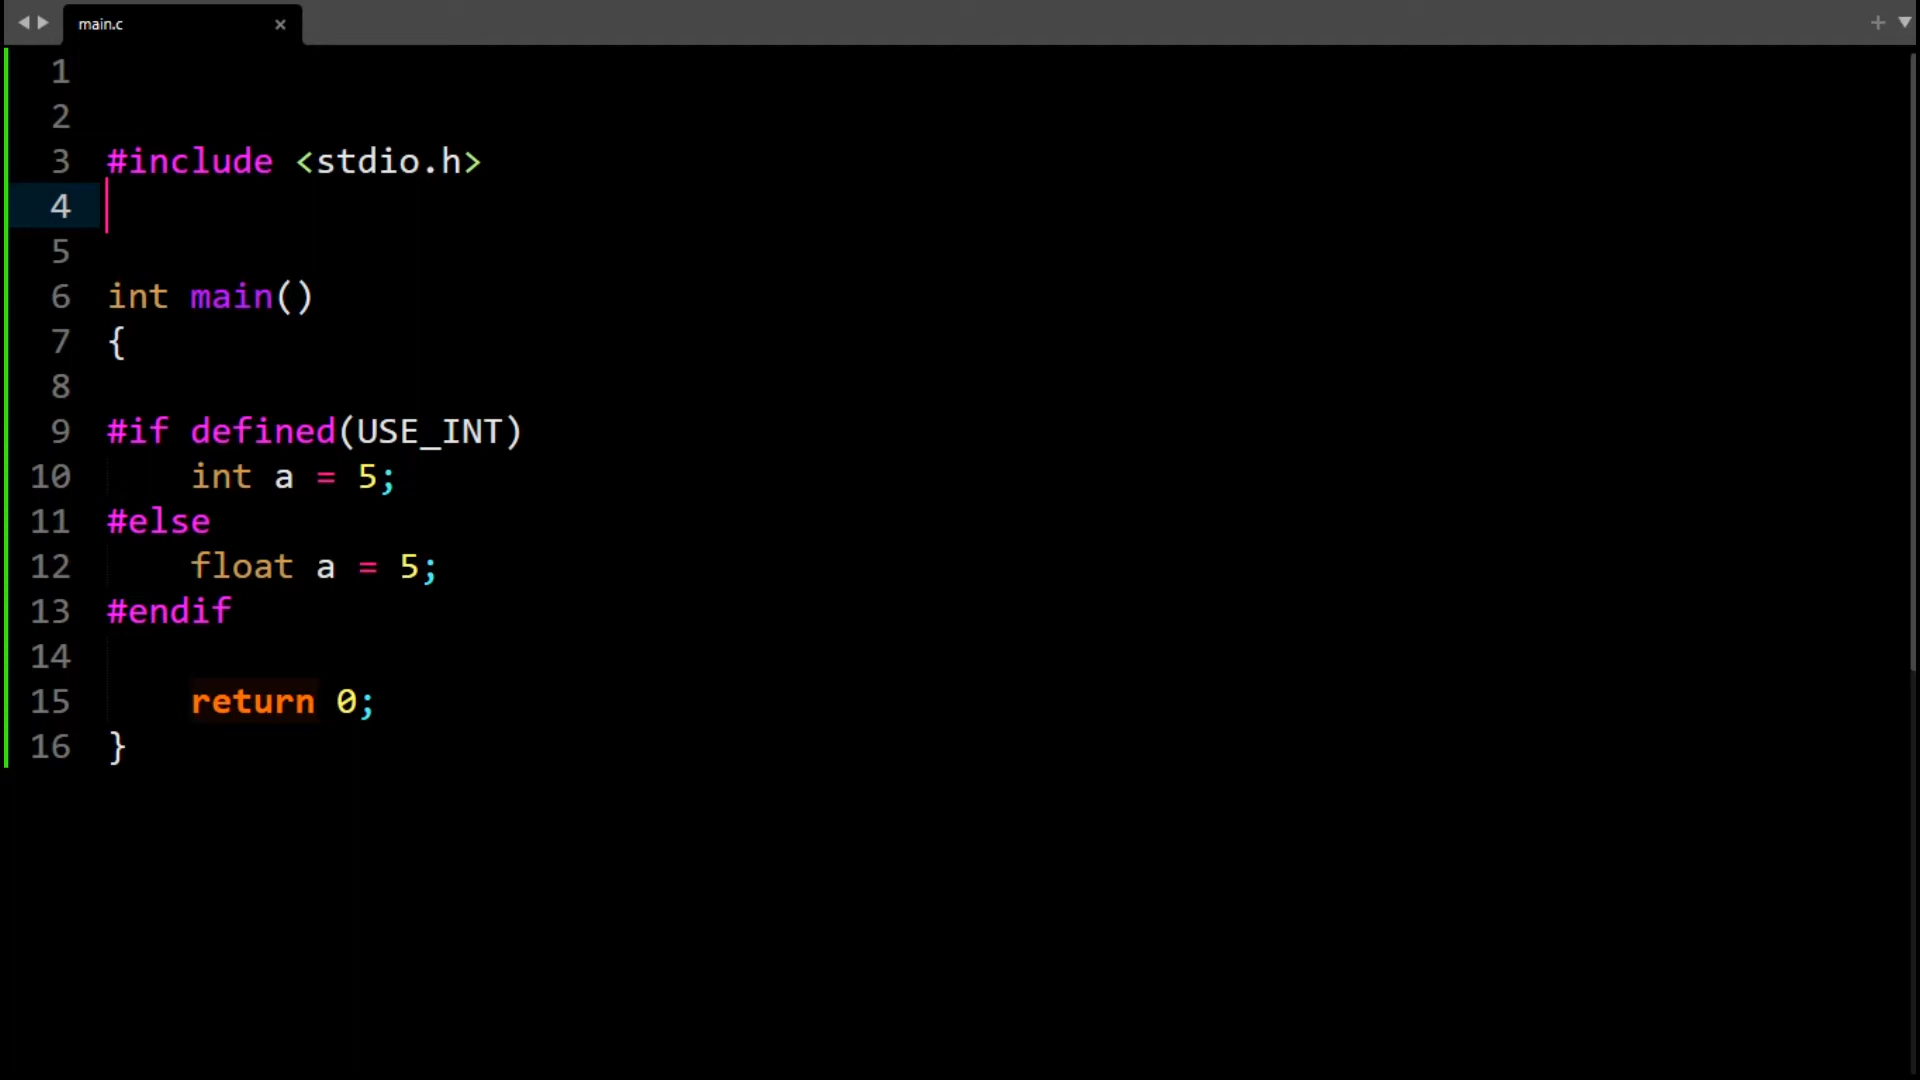 main.c
1
2
3 #include <stdio.h>
4
5
6 int main()
7 {
8
9 #if defined(USE_INT)
10 int a = 5;
11 #else
12 float a = 5;
13 #endif
14
15 return 0;
16 }